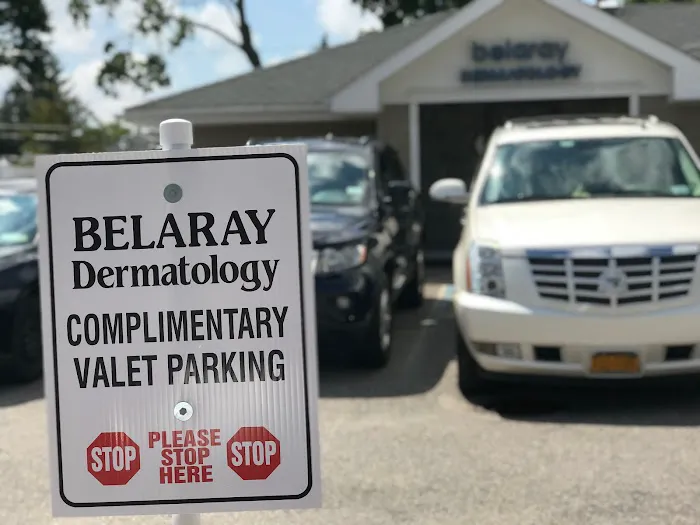 belaray
DERMATOLOGY
BELARAY
Dermatology
COMPLIMENTARY
VALET PARKING
STOP PLEASE STOP
STOP
HERE